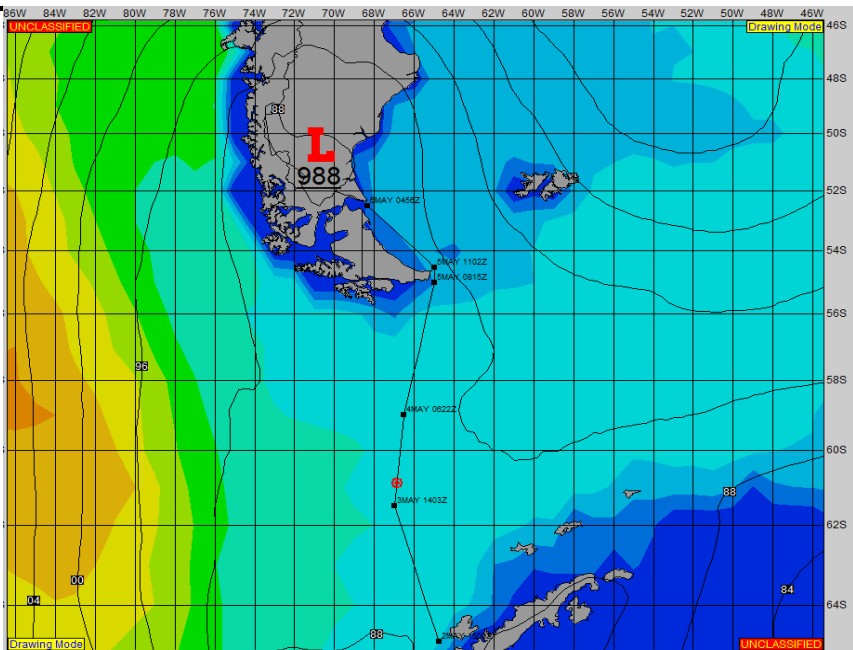 86W 84W 82W 80W 78W 76W 74W 72W 70W 68W 66W 64W 62W 60W 58W 56W 54W 52W 50W 48W 46W
UNCLASSIFIED
Drawing Mode
46S
48S
88
50S
L
988
52S
6MAY 0456Z
54S
5MAY 1102Z
5MAY 0815Z
56S
96
58S
4MAY 0622Z
60S
88
3MAY 1403Z
62S
00
84
04
64S
88
2MAY
Drawing Mode
UNCLASSIFIED